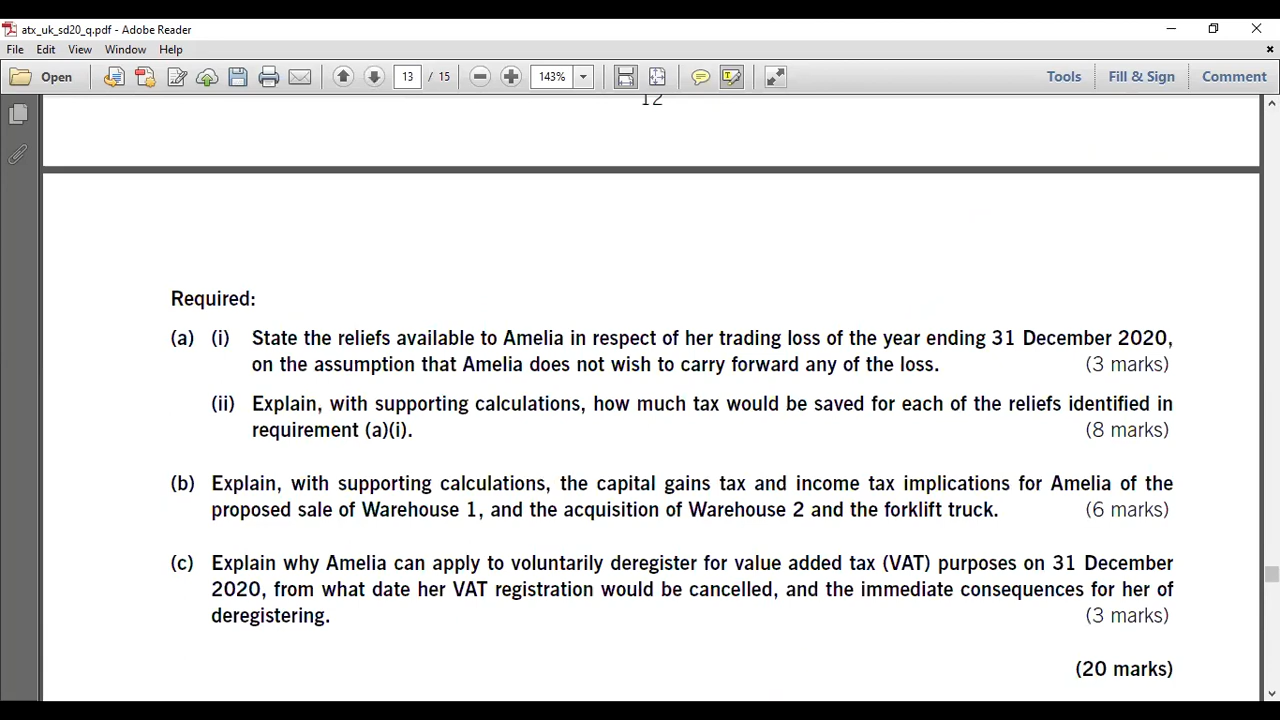 atx_uk_sd20_q.pdf - Adobe Reader
File Edit View Window Help
Open 13 / 15 143% Tools Fill & Sign Comment
12
Required:
(a) (i) State the reliefs available to Amelia in respect of her trading loss of the year ending 31 December 2020,
on the assumption that Amelia does not wish to carry forward any of the loss. (3 marks)
(ii) Explain, with supporting calculations, how much tax would be saved for each of the reliefs identified in
requirement (a)(i). (8 marks)
(b) Explain, with supporting calculations, the capital gains tax and income tax implications for Amelia of the
proposed sale of Warehouse 1, and the acquisition of Warehouse 2 and the forklift truck. (6 marks)
(c) Explain why Amelia can apply to voluntarily deregister for value added tax (VAT) purposes on 31 December
2020, from what date her VAT registration would be cancelled, and the immediate consequences for her of
deregistering. (3 marks)
(20 marks)